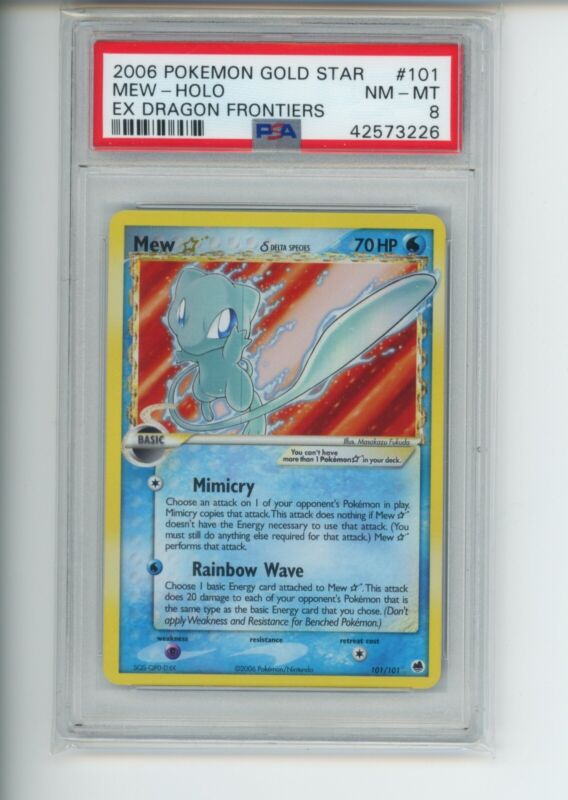 2006 POKEMON GOLD STAR #101
MEW - HOLO NM - MT
EX DRAGON FRONTIERS 8
PSA 42573226
Mew ☆ δ DELTA SPECIES 70 HP
BASIC
Illus. Masakazu Fukuda
You can't have
more than 1 Pokémon☆ in your deck.
Mimicry
Choose an attack on 1 of your opponent's Pokémon in play.
Mimicry copies that attack. This attack does nothing if Mew ☆
doesn't have the Energy necessary to use that attack. (You
must still do anything else required for that attack.) Mew ☆
performs that attack.
Rainbow Wave
Choose 1 basic Energy card attached to Mew ☆. This attack
does 20 damage to each of your opponent's Pokémon that is
the same type as the basic Energy card that you chose. (Don't
apply Weakness and Resistance for Benched Pokémon.)
weakness resistance retreat cost
©2006 Pokémon/Nintendo 101/101